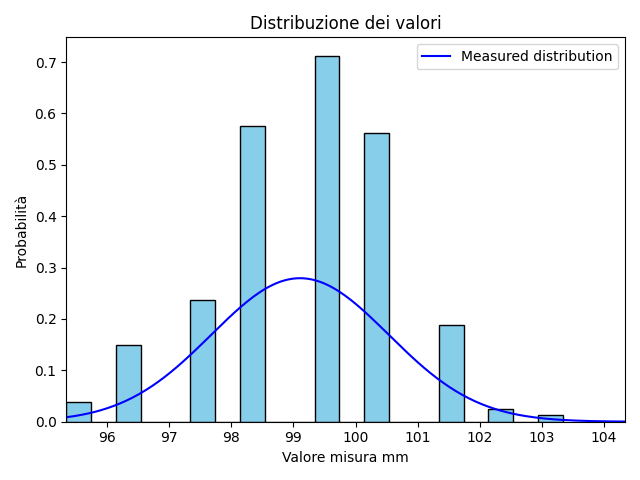 Distribuzione dei valori
Measured distribution
Probabilità
0.7
0.6
0.5
0.4
0.3
0.2
0.1
0.0
96 97 98 99 100 101 102 103 104
Valore misura mm